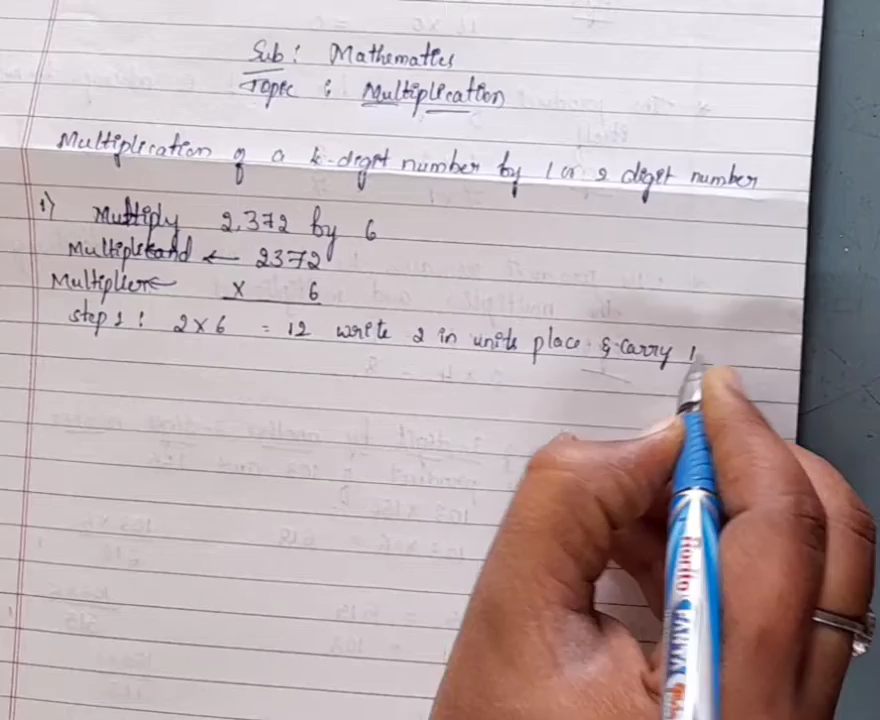 Sub: Mathematics
Topic : Multiplication
Multiplication of a k-digit number by 1 or 2 digit number
1) Multiply 2,372 by 6
Multiplicand ← 2372
Multiplier ← × 6
step 1: 2×6 = 12 write 2 in units place & carry 1
Rorito